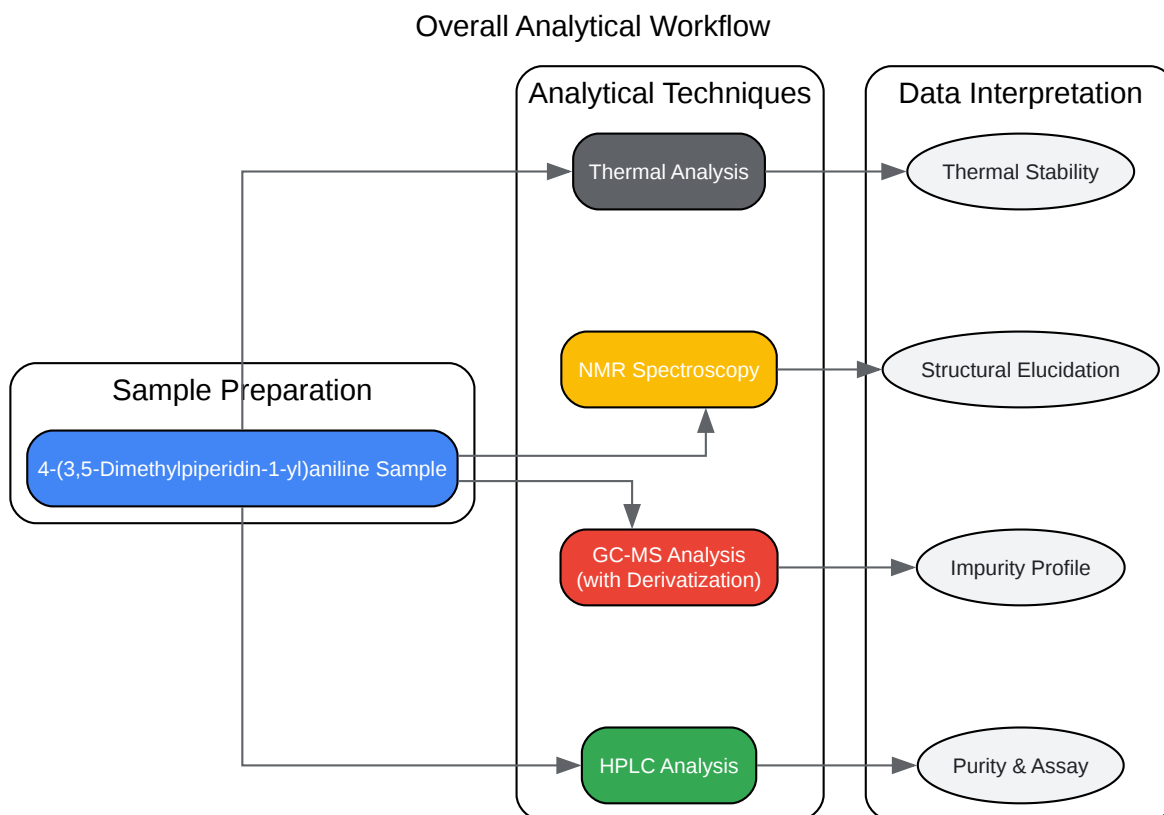 Overall Analytical Workflow
Analytical Techniques
Data Interpretation
Thermal Analysis
Thermal Stability
Sample Preparation
4-(3,5-Dimethylpiperidin-1-yl)aniline Sample
NMR Spectroscopy
Structural Elucidation
GC-MS Analysis
(with Derivatization)
Impurity Profile
HPLC Analysis
Purity & Assay